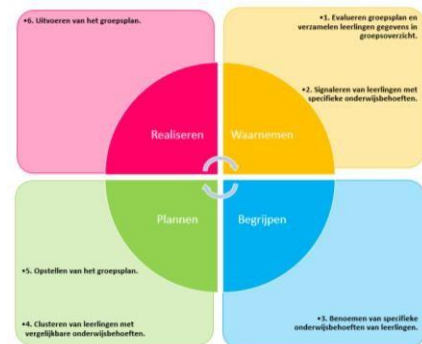 •6. Uitvoeren van het groepsplan.
•1. Evalueren groepsplan en
verzamelen leerlingen gegevens in
groepsoverzicht.
•2. Signaleren van leerlingen met
specifieke onderwijsbehoeften.
Realiseren
Waarnemen
Plannen
Begrijpen
•5. Opstellen van het groepsplan.
•4. Clusteren van leerlingen met
vergelijkbare onderwijsbehoeften.
•3. Benoemen van specifieke
onderwijsbehoeften van leerlingen.